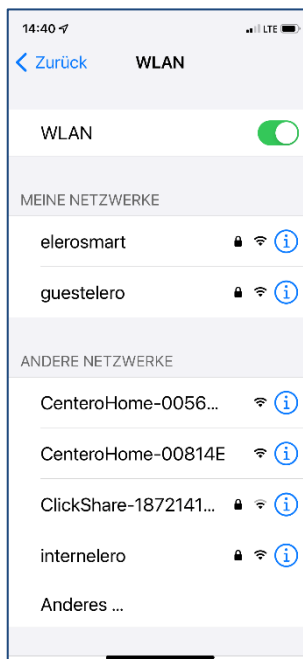 14:40 LTE
Zurück WLAN
WLAN
MEINE NETZWERKE
elerosmart
guestelero
ANDERE NETZWERKE
CenteroHome-0056...
CenteroHome-00814E
ClickShare-1872141...
internelero
Anderes ...